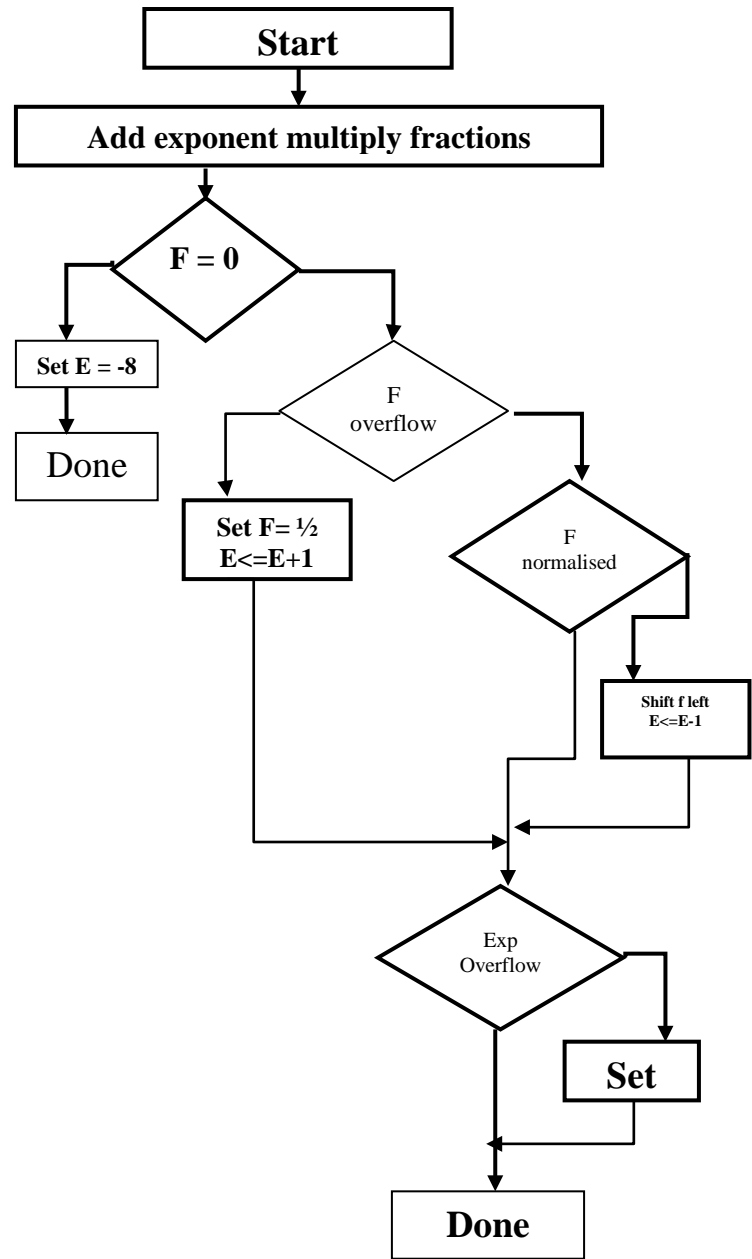 Start
Add exponent multiply fractions
F = 0
Set E = -8
Done
F
overflow
Set F= ½
E<=E+1
F
normalised
Shift f left
E<=E-1
Exp
Overflow
Set
Done